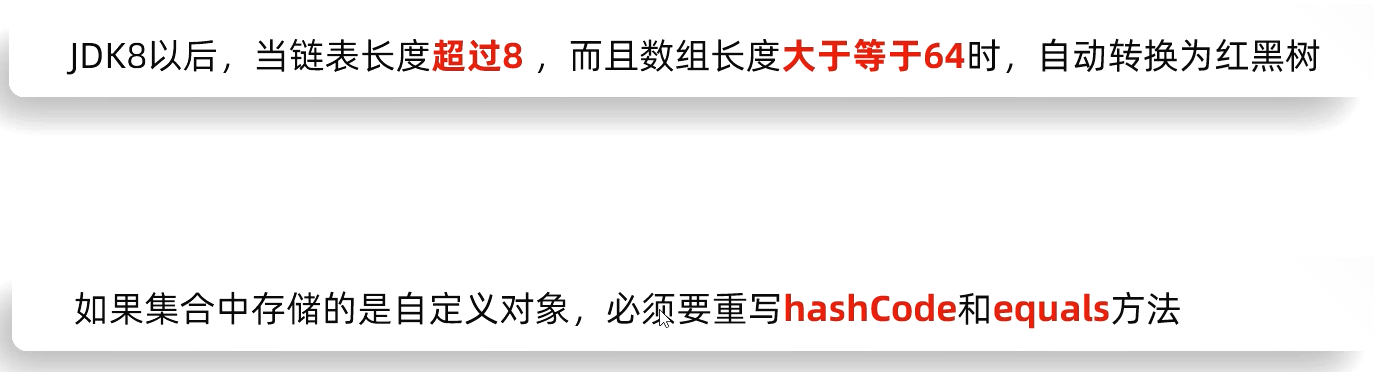 JDK8以后，当链表长度超过8 ，而且数组长度大于等于64时，自动转换为红黑树
如果集合中存储的是自定义对象，必须要重写hashCode和equals方法